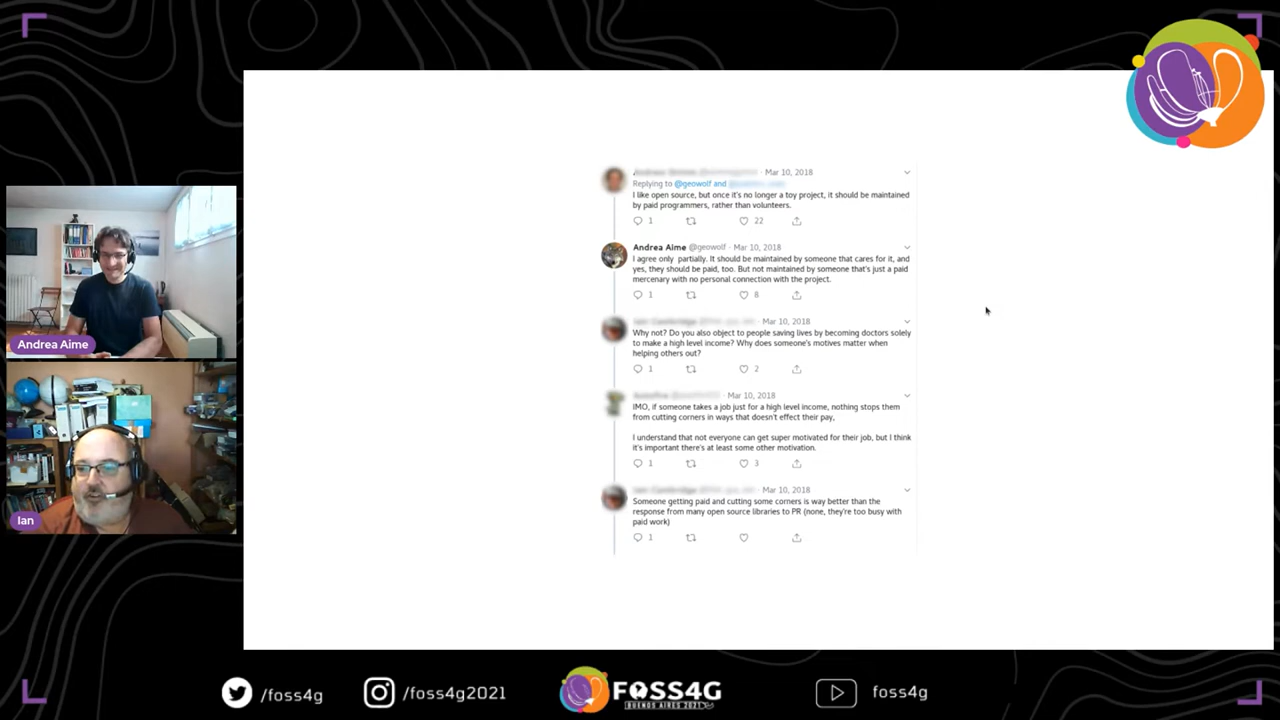 · Mar 10, 2018
Replying to @geowolf and
I like open source, but once it's no longer a toy project, it should be maintained
by paid programmers, rather than volunteers.
1 22
Andrea Aime @geowolf · Mar 10, 2018
I agree only partially. It should be maintained by someone that cares for it, and
yes, they should be paid, too. But not maintained by someone that's just a paid
mercenary with no personal connection with the project.
1 8
· Mar 10, 2018
Why not? Do you also object to people saving lives by becoming doctors solely
to make a high level income? Why does someone's motives matter when
helping others out?
1 2
· Mar 10, 2018
IMO, if someone takes a job just for a high level income, nothing stops them
from cutting corners in ways that doesn't effect their pay,
I understand that not everyone can get super motivated for their job, but I think
it's important there's at least some other motivation.
1 3
· Mar 10, 2018
Someone getting paid and cutting some corners is way better than the
response from many open source libraries to PR (none, they're too busy with
paid work)
1
Andrea Aime
Ian
/foss4g
/foss4g2021
FOSS4G
BUENOS AIRES 2021
foss4g